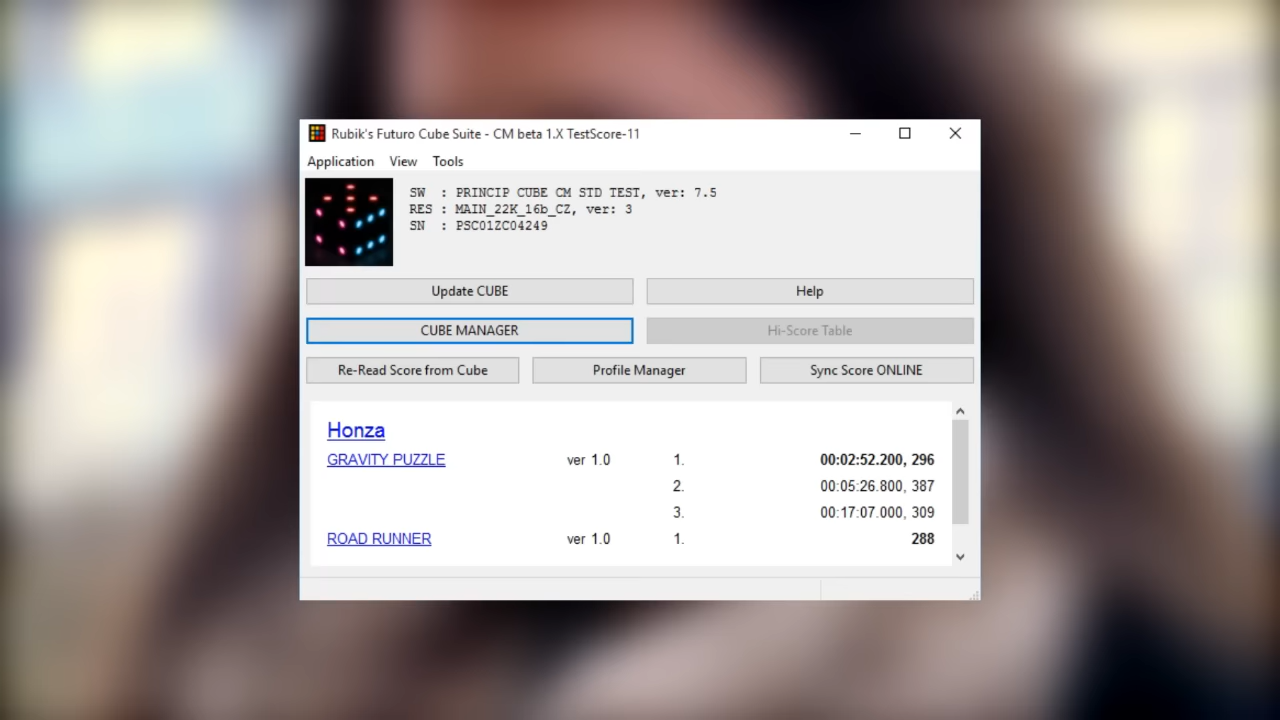 Rubik's Futuro Cube Suite - CM beta 1.X TestScore-11
Application View Tools
SW : PRINCIP CUBE CM STD TEST, ver: 7.5
RES : MAIN_22K_16b_CZ, ver: 3
SN : PSC01ZC04249
Update CUBE Help
CUBE MANAGER Hi-Score Table
Re-Read Score from Cube Profile Manager Sync Score ONLINE
Honza
GRAVITY PUZZLE ver 1.0 1. 00:02:52.200, 296
2. 00:05:26.800, 387
3. 00:17:07.000, 309
ROAD RUNNER ver 1.0 1. 288